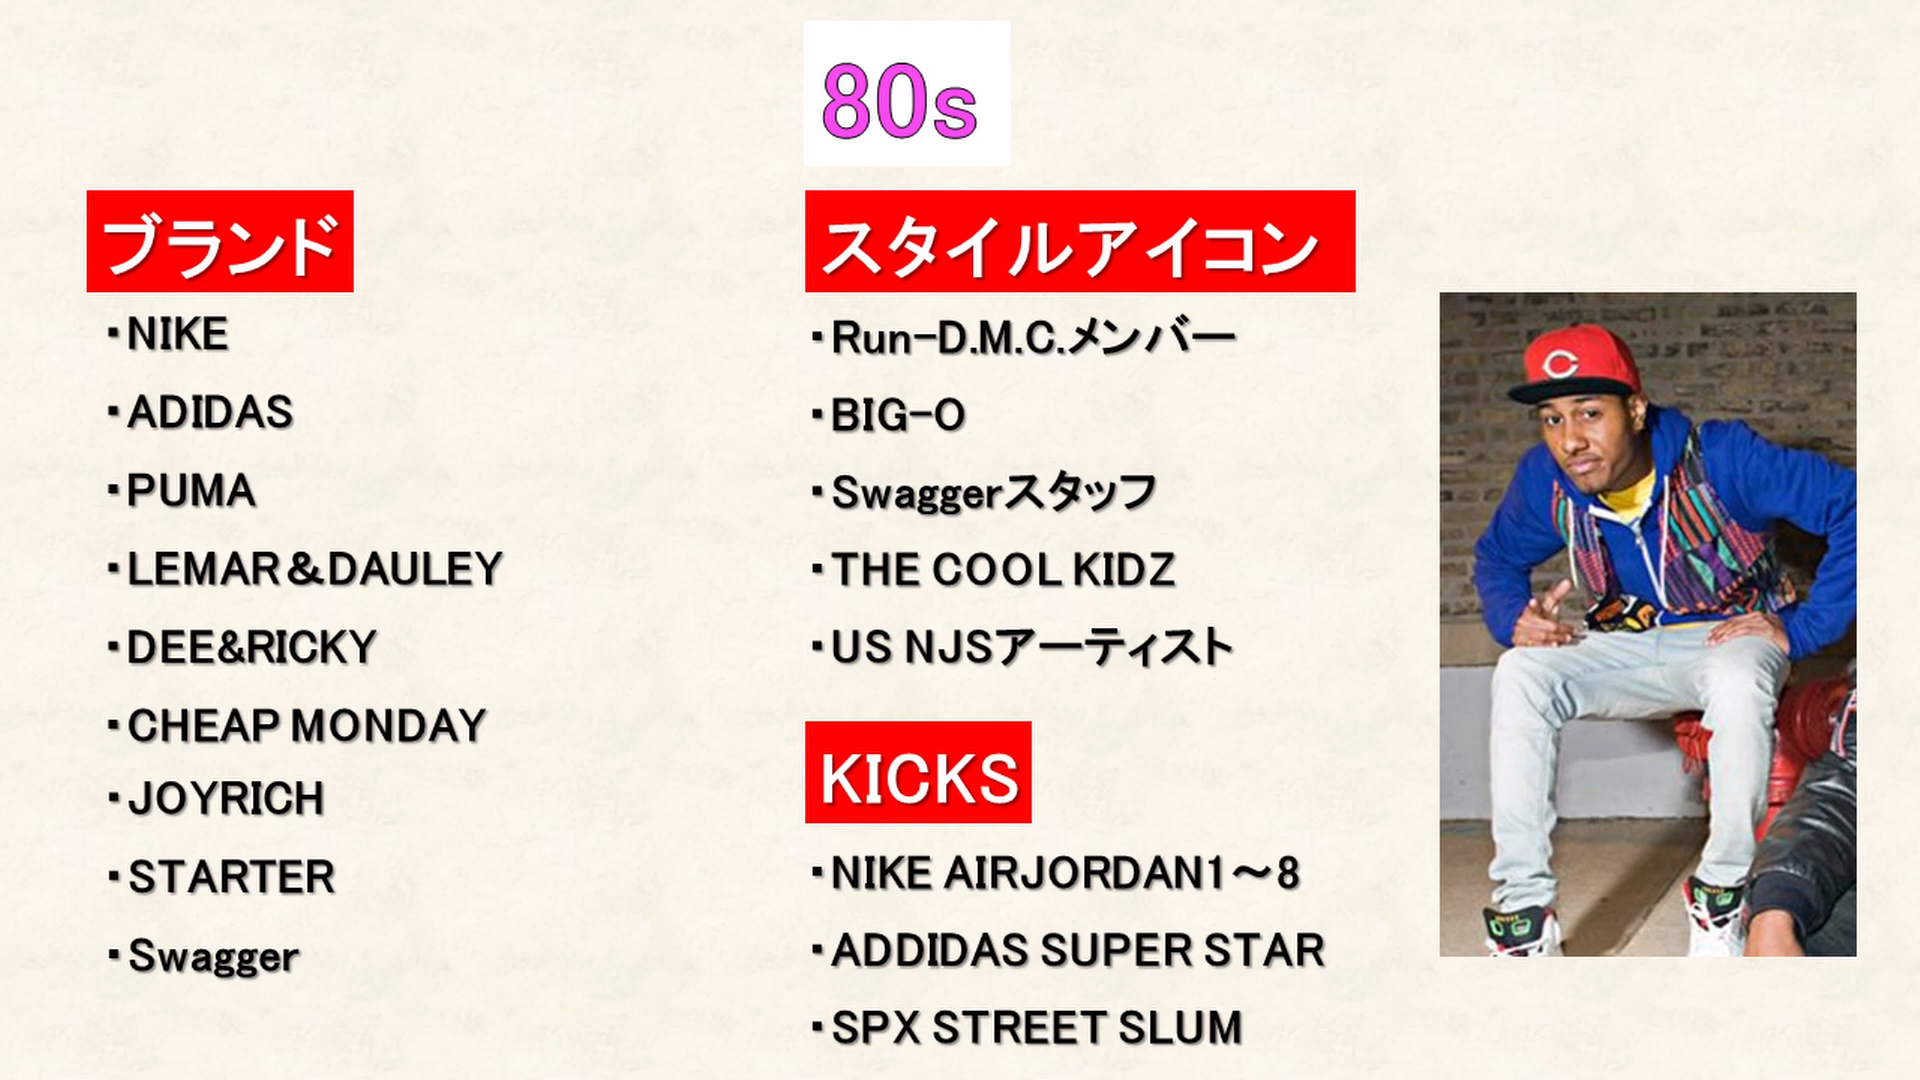 80s
ブランド
・NIKE
・ADIDAS
・PUMA
・LEMAR＆DAULEY
・DEE&RICKY
・CHEAP MONDAY
・JOYRICH
・STARTER
・Swagger
スタイルアイコン
・Run-D.M.C.メンバー
・BIG-O
・Swaggerスタッフ
・THE COOL KIDZ
・US NJSアーティスト
KICKS
・NIKE AIRJORDAN1～8
・ADDIDAS SUPER STAR
・SPX STREET SLUM
C